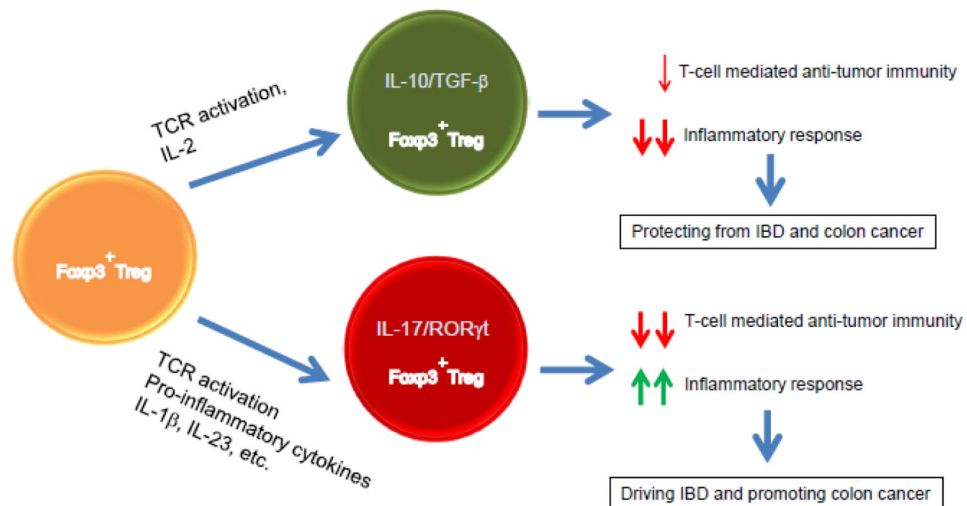 TCR activation,
IL-2
IL-10/TGF-β
Foxp3⁺Treg
T-cell mediated anti-tumor immunity
Inflammatory response
Protecting from IBD and colon cancer
Foxp3⁺Treg
TCR activation
Pro-inflammatory cytokines
IL-1β, IL-23, etc.
IL-17/RORγt
Foxp3⁺Treg
T-cell mediated anti-tumor immunity
Inflammatory response
Driving IBD and promoting colon cancer